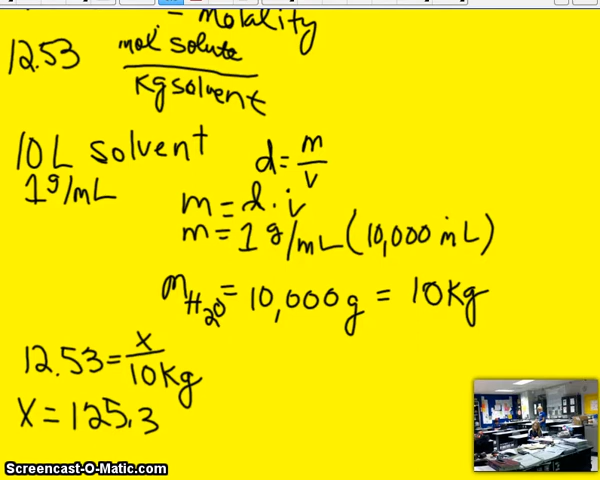 = Molality
12.53 mol solute
Kg solvent
10L solvent
1 g/mL
d = m
v
m = d · v
m = 1 g/mL (10,000 mL)
mH2O = 10,000 g = 10 Kg
12.53 = x
10 Kg
X = 125.3
Screencast-O-Matic.com